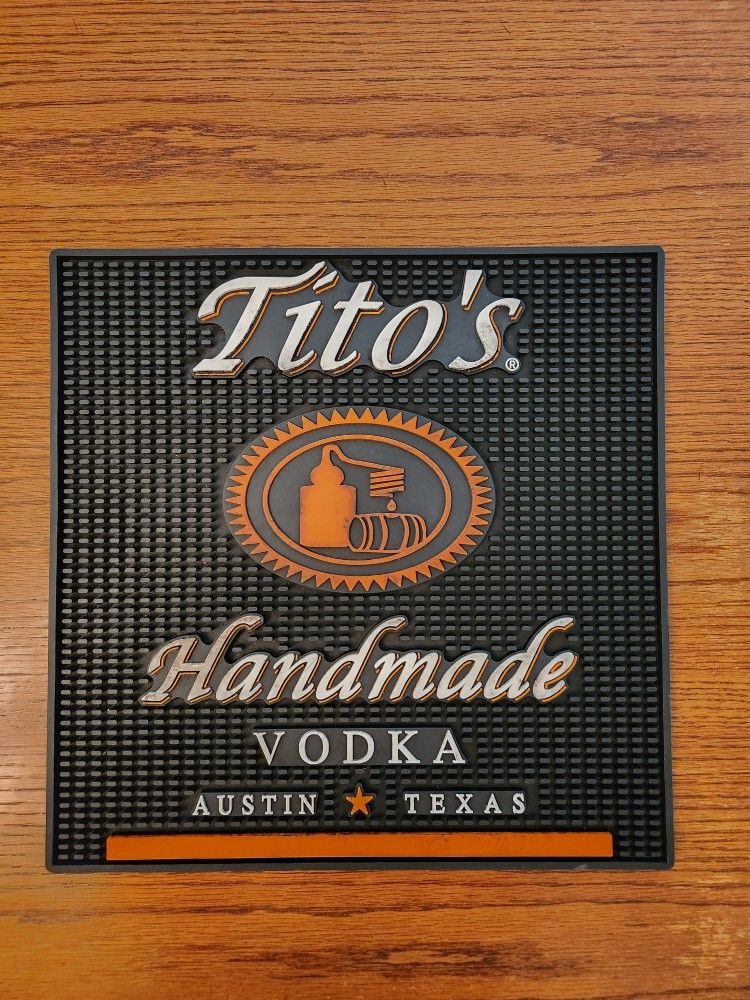 Tito's®
Handmade
VODKA
AUSTIN ★ TEXAS